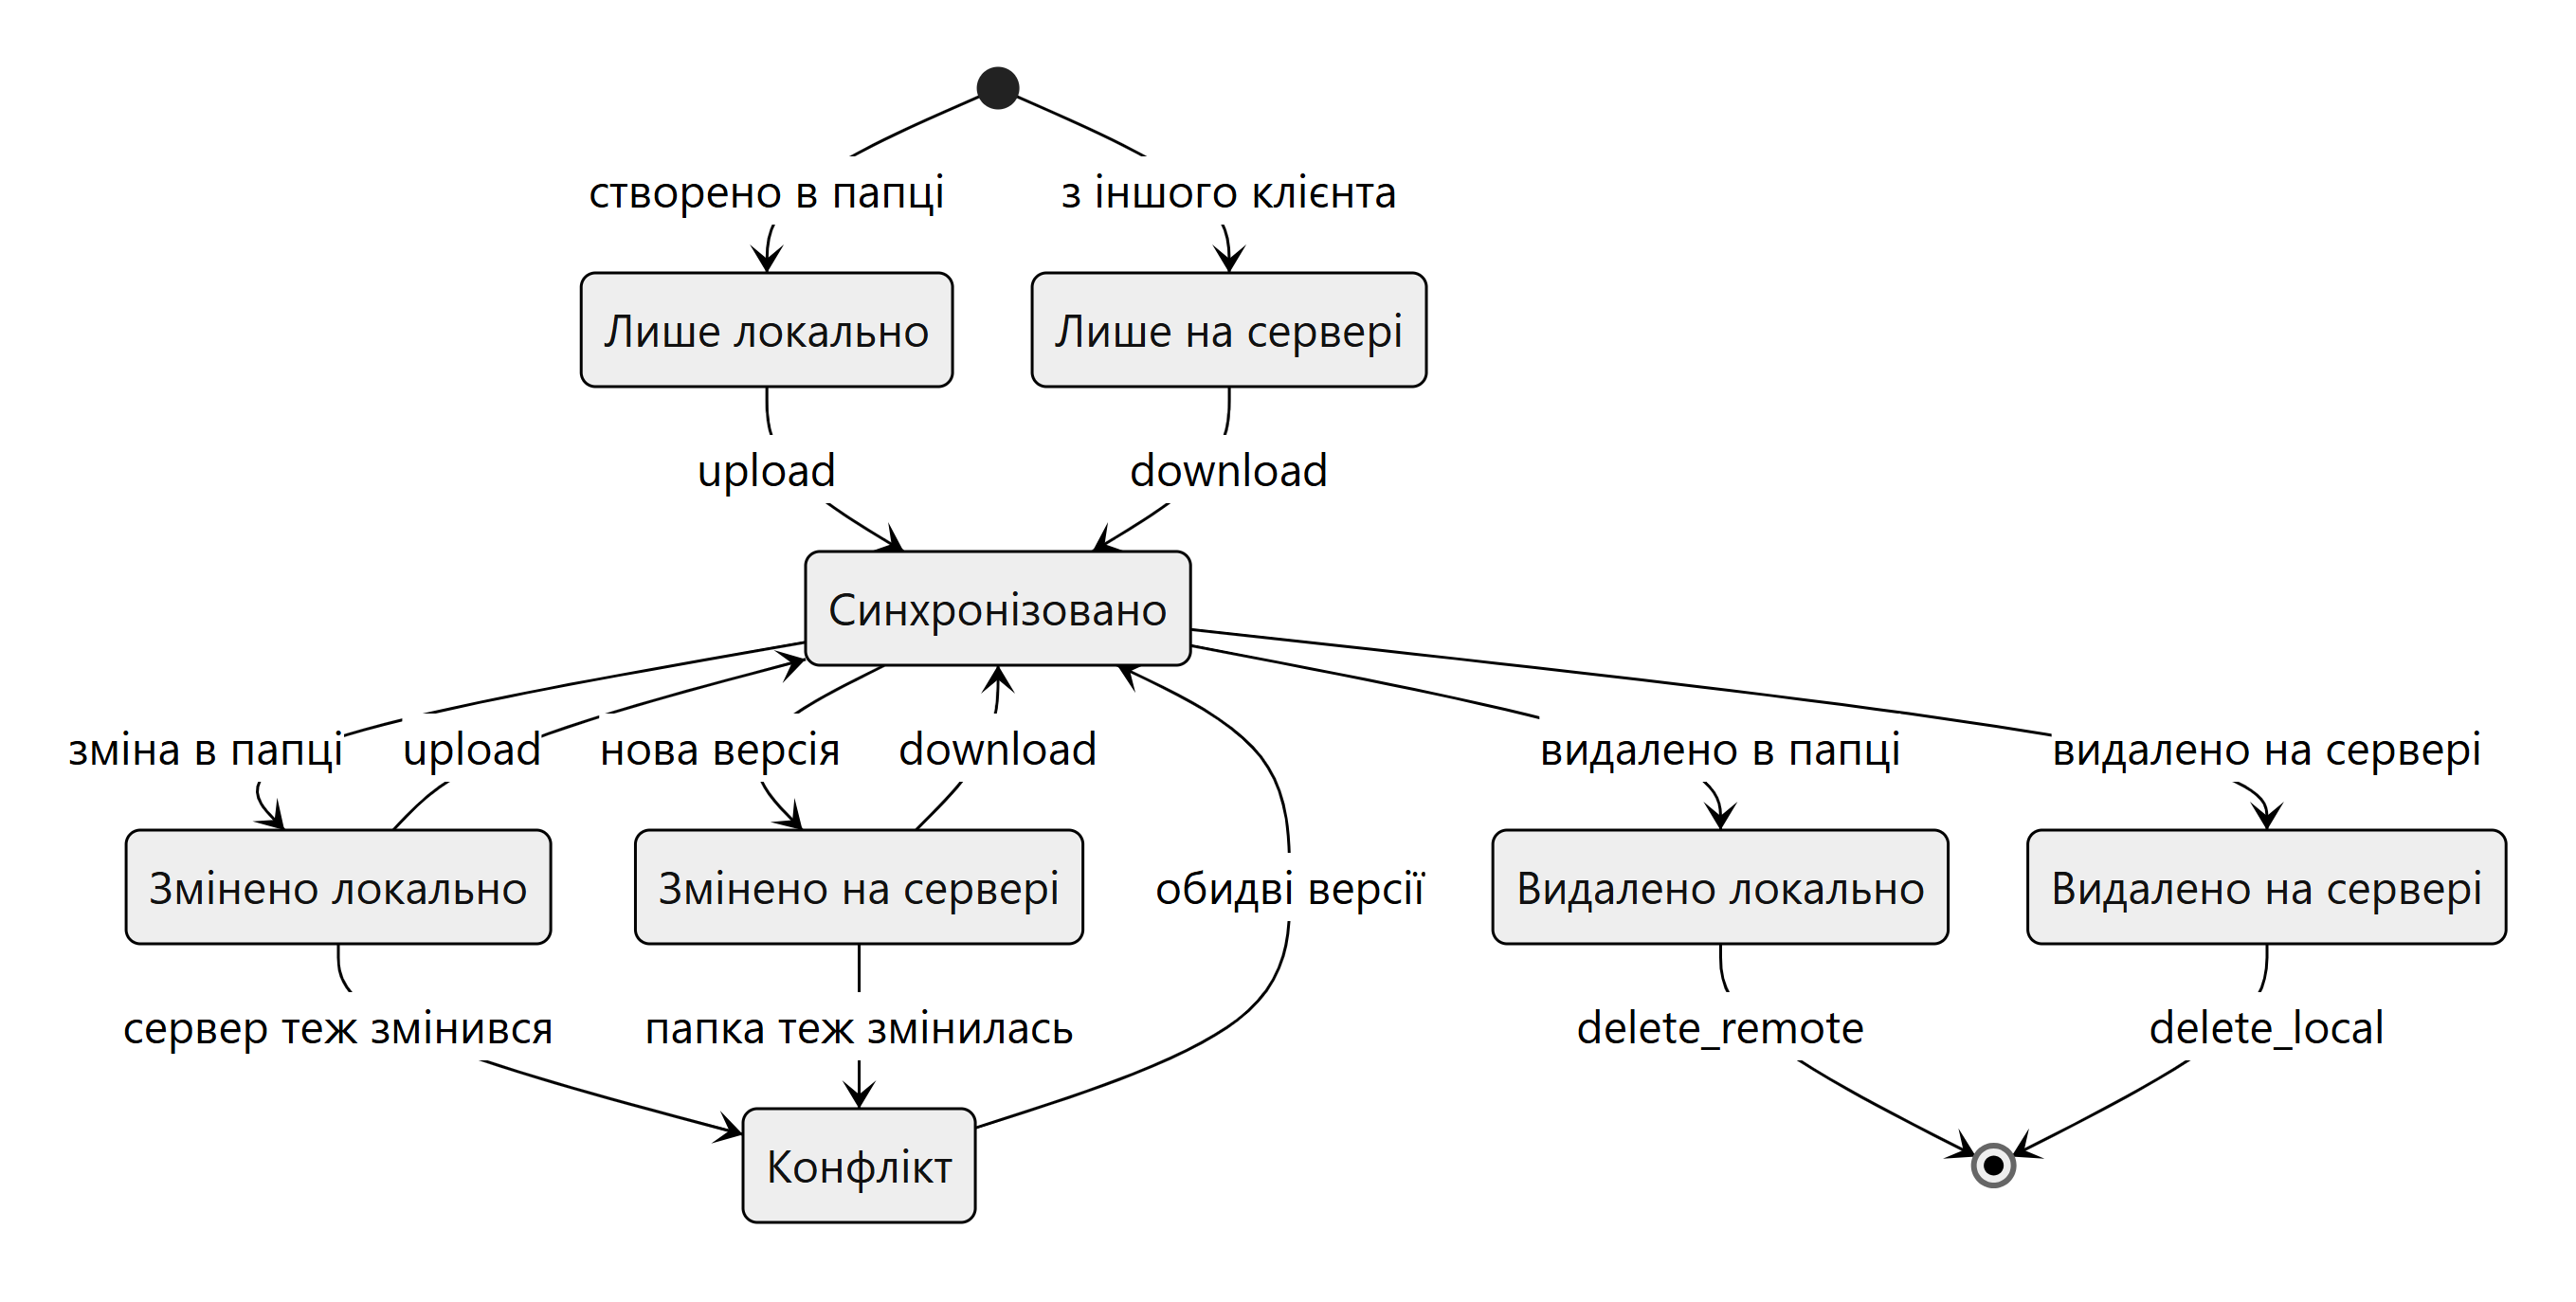 створено в папці
з іншого клієнта
Лише локально
Лише на сервері
upload
download
Синхронізовано
зміна в папці
upload
нова версія
download
видалено в папці
видалено на сервері
Змінено локально
Змінено на сервері
обидві версії
Видалено локально
Видалено на сервері
сервер теж змінився
папка теж змінилась
delete_remote
delete_local
Конфлікт